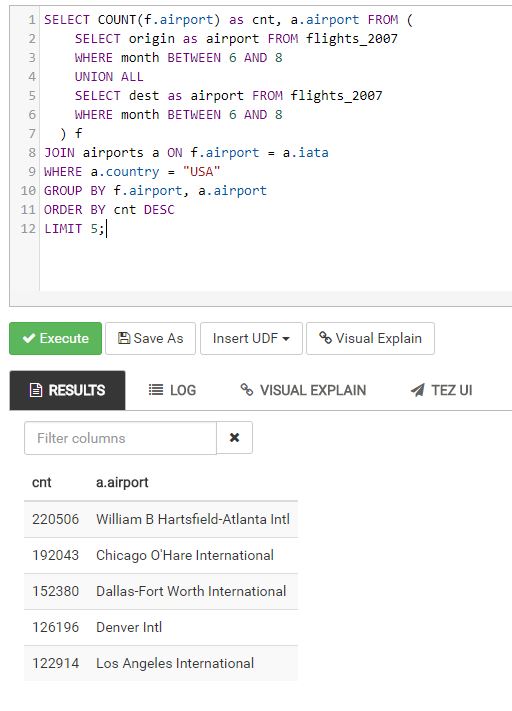 1 SELECT COUNT(f.airport) as cnt, a.airport FROM (
2 SELECT origin as airport FROM flights_2007
3 WHERE month BETWEEN 6 AND 8
4 UNION ALL
5 SELECT dest as airport FROM flights_2007
6 WHERE month BETWEEN 6 AND 8
7 ) f
8 JOIN airports a ON f.airport = a.iata
9 WHERE a.country = "USA"
10 GROUP BY f.airport, a.airport
11 ORDER BY cnt DESC
12 LIMIT 5;
Execute Save As Insert UDF Visual Explain
RESULTS LOG VISUAL EXPLAIN TEZ UI
Filter columns
cnt a.airport
220506 William B Hartsfield-Atlanta Intl
192043 Chicago O'Hare International
152380 Dallas-Fort Worth International
126196 Denver Intl
122914 Los Angeles International